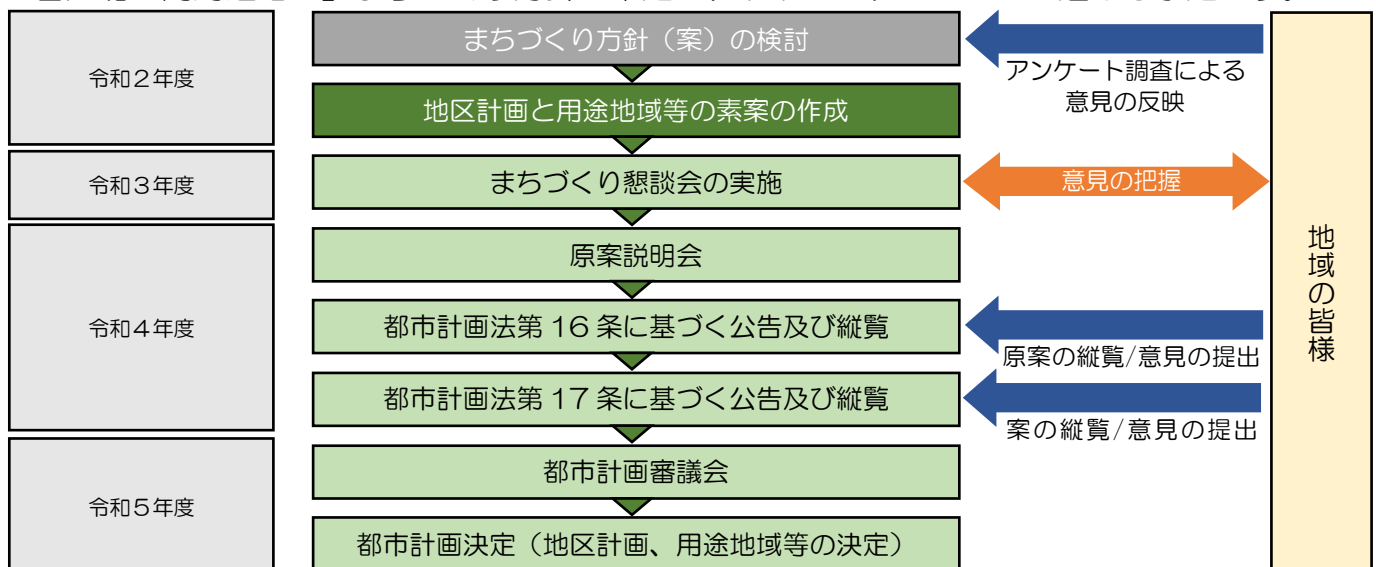 令和2年度
まちづくり方針（案）の検討
アンケート調査による
意見の反映
地区計画と用途地域等の素案の作成
令和3年度
まちづくり懇談会の実施
意見の把握
地域の皆様
令和4年度
原案説明会
都市計画法第 16 条に基づく公告及び縦覧
原案の縦覧/意見の提出
都市計画法第 17 条に基づく公告及び縦覧
案の縦覧/意見の提出
令和5年度
都市計画審議会
都市計画決定（地区計画、用途地域等の決定）